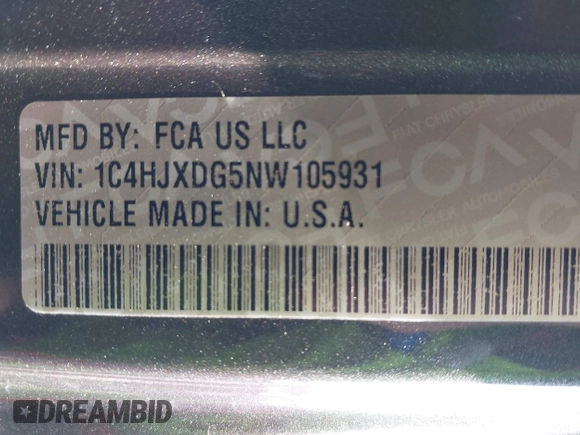 MFD BY: FCA US LLC
VIN: 1C4HJXDG5NW105931
VEHICLE MADE IN: U.S.A.
DREAMBID